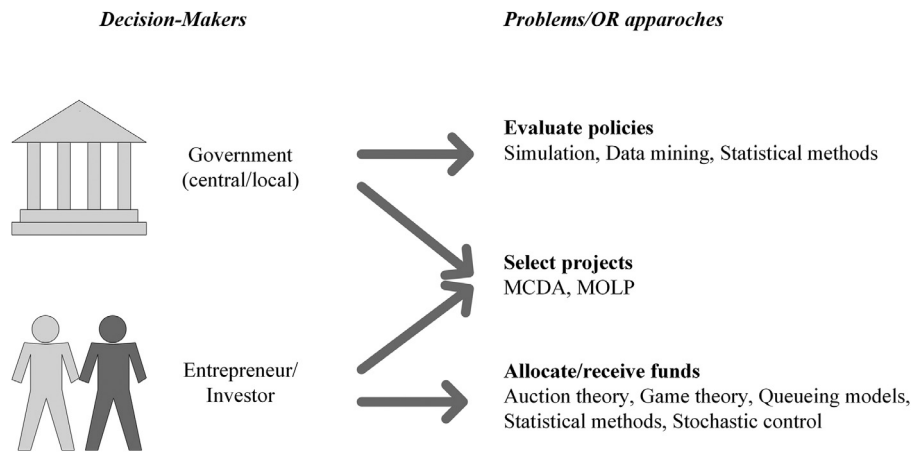 Decision-Makers
Problems/OR apparoches
Government
(central/local)
Evaluate policies
Simulation, Data mining, Statistical methods
Select projects
MCDA, MOLP
Entrepreneur/
Investor
Allocate/receive funds
Auction theory, Game theory, Queueing models,
Statistical methods, Stochastic control